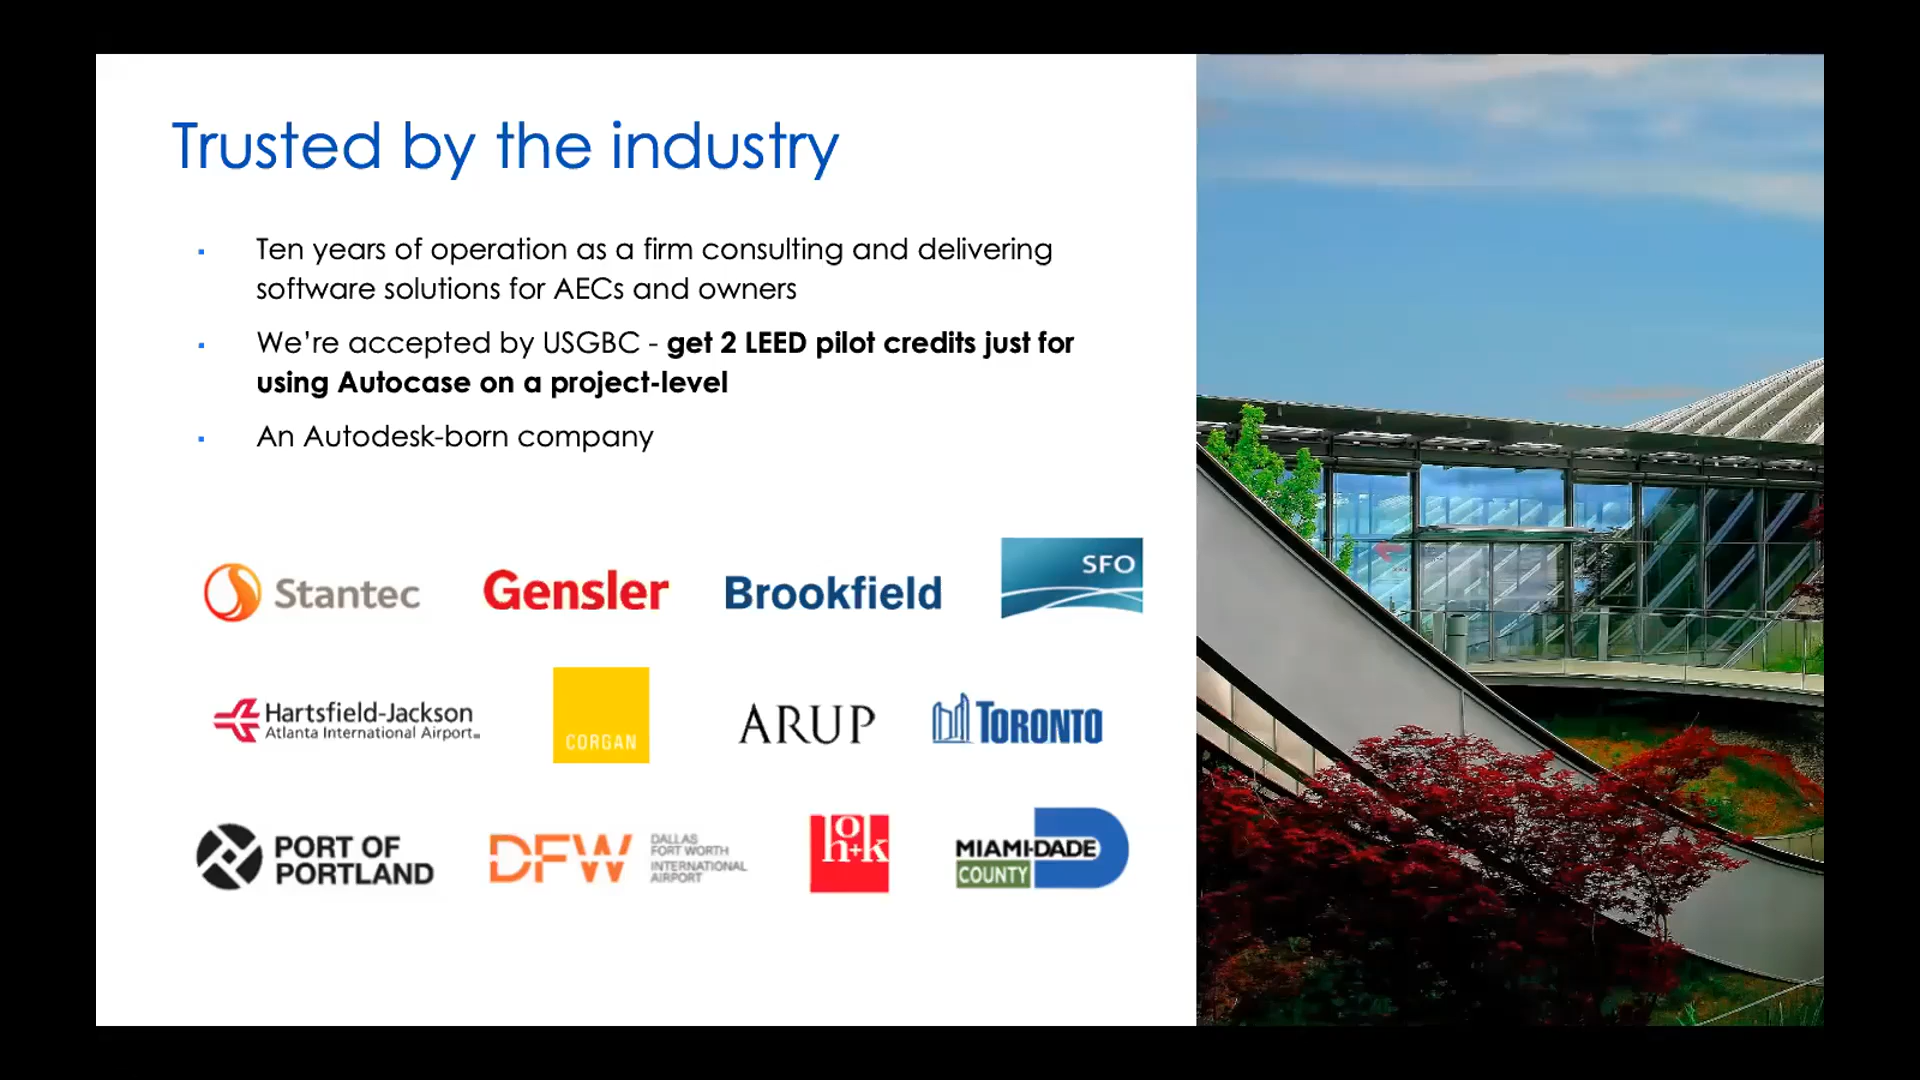 Trusted by the industry
▪ Ten years of operation as a firm consulting and delivering
software solutions for AECs and owners
▪ We’re accepted by USGBC - get 2 LEED pilot credits just for
using Autocase on a project-level
▪ An Autodesk-born company
Stantec
Gensler
Brookfield
SFO
Hartsfield-Jackson
Atlanta International Airport
CORGAN
ARUP
TORONTO
PORT OF
PORTLAND
DFW
DALLAS
FORT WORTH
INTERNATIONAL
AIRPORT
hok
MIAMI-DADE
COUNTY